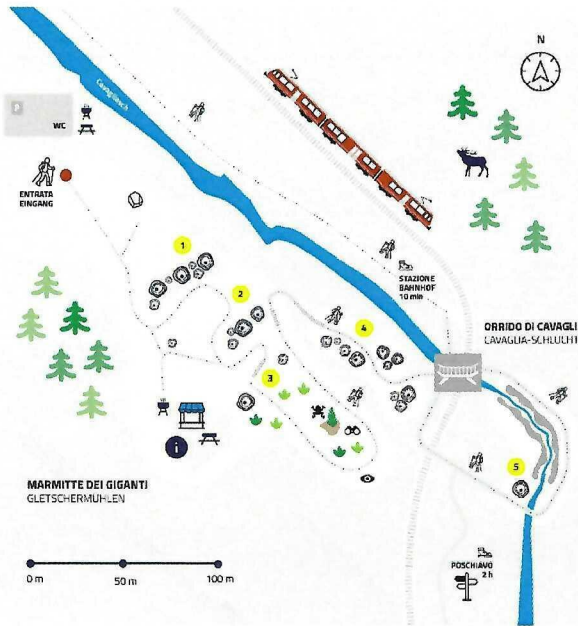 N
Cavagliasch
P
WC
ENTRATA
EINGANG
1
2
STAZIONE
BAHNHOF
10 min
4
ORRIDO DI CAVAGLI
CAVAGLIA-SCHLUCHT
3
i
5
MARMITTE DEI GIGANTI
GLETSCHERMÜHLEN
0 m
50 m
100 m
POSCHIAVO
2 h